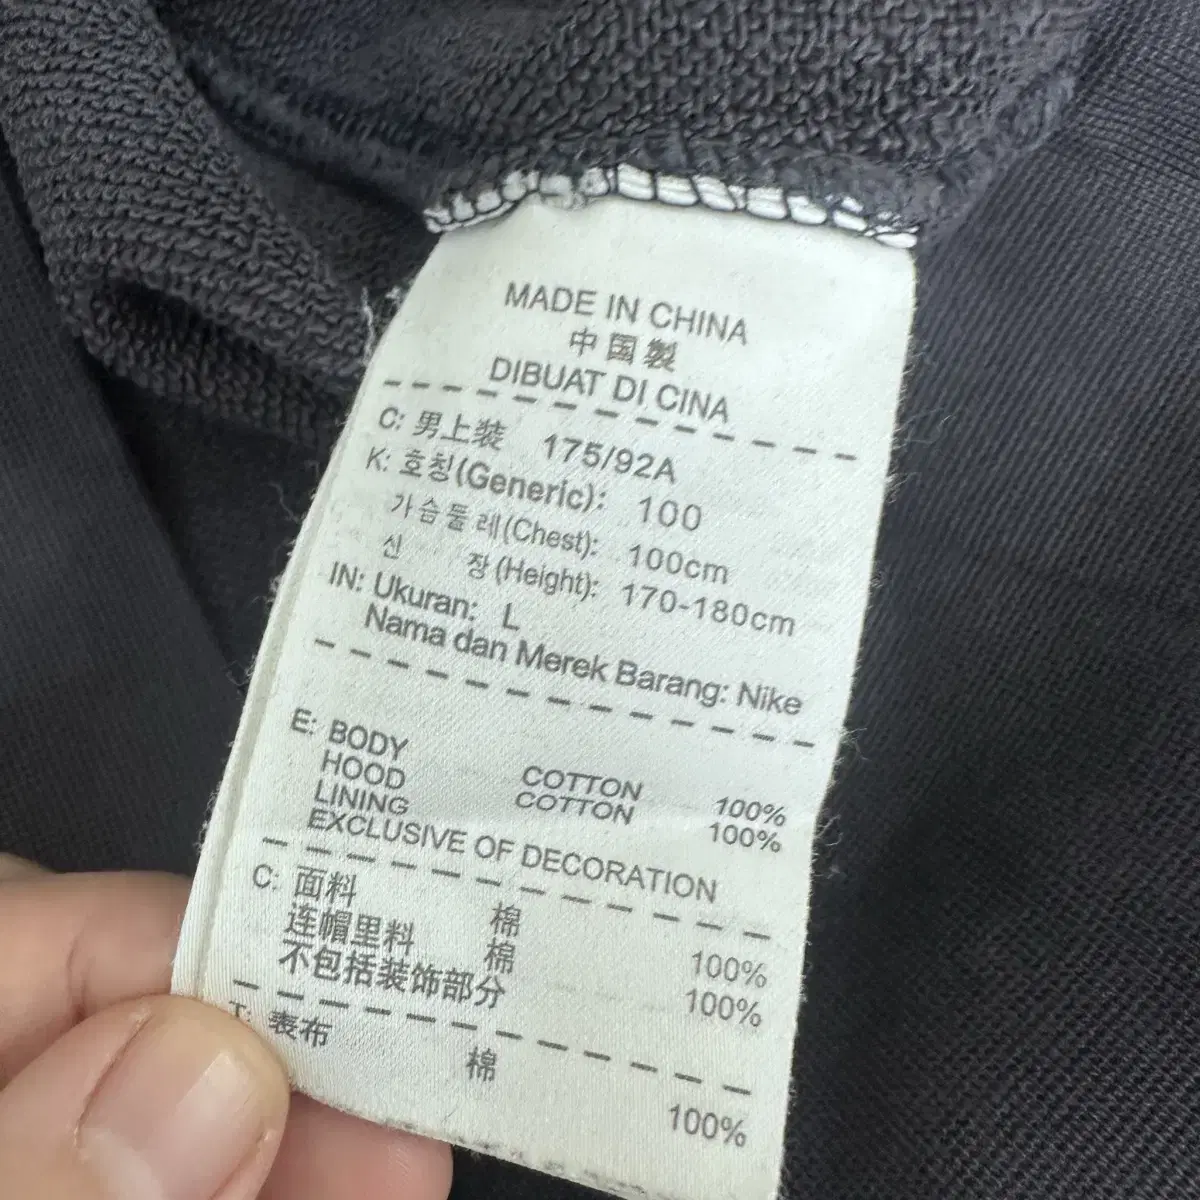 MADE IN CHINA
中国製
DIBUAT DI CINA
C: 男上装 175/92A
K: 호칭(Generic): 100
가슴둘레(Chest): 100cm
신 장(Height): 170-180cm
IN: Ukuran: L
Nama dan Merek Barang: Nike
E: BODY COTTON 100%
HOOD COTTON 100%
LINING
EXCLUSIVE OF DECORATION
C: 面料 棉 100%
连帽里料 棉 100%
不包括装饰部分
T: 表布 棉 100%